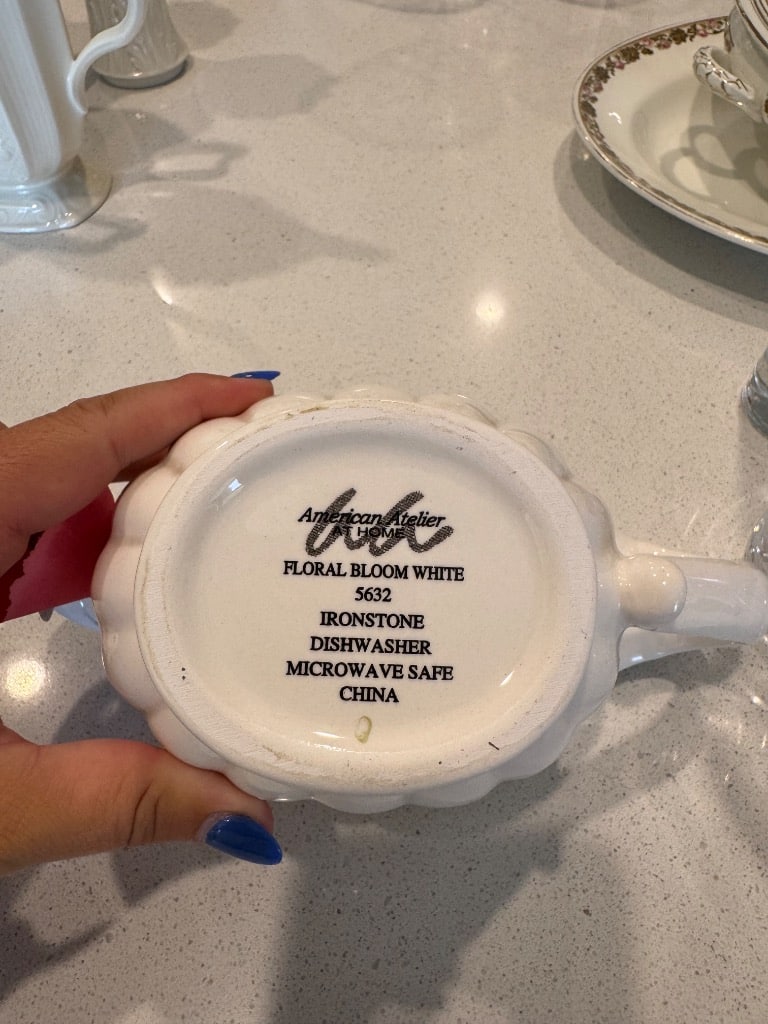 American Atelier
AT HOME
FLORAL BLOOM WHITE
5632
IRONSTONE
DISHWASHER
MICROWAVE SAFE
CHINA